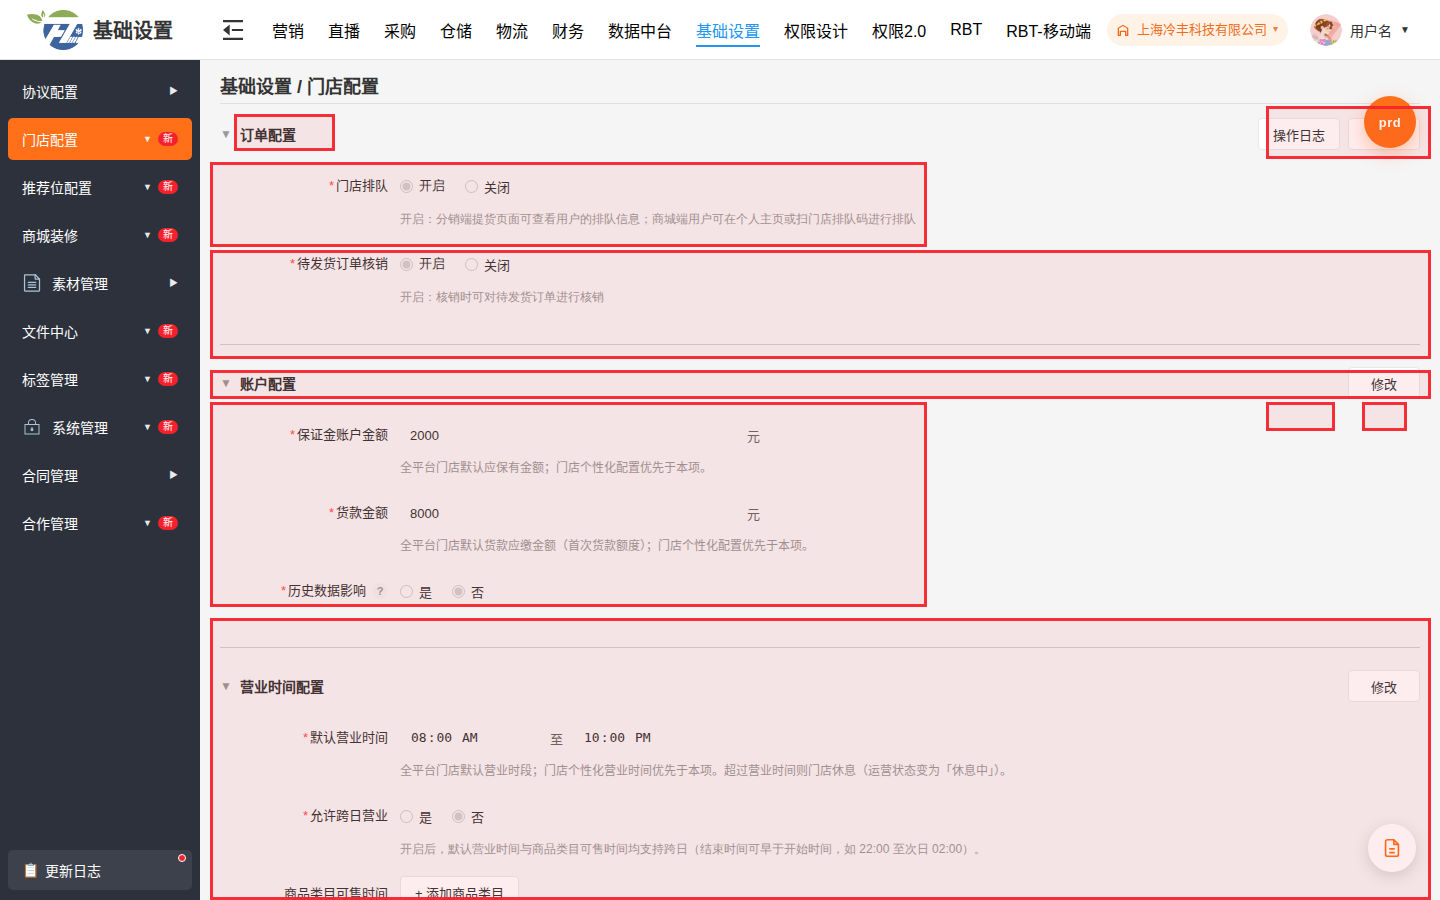 基础设置
营销 直播 采购 仓储 物流 财务 数据中台 基础设置 权限设计 权限2.0 RBT RBT-移动端
上海冷丰科技有限公司 ▼
用户名 ▼
协议配置 ▶
门店配置 ▼ 新
推荐位配置 ▼ 新
商城装修 ▼ 新
素材管理 ▶
文件中心 ▼ 新
标签管理 ▼ 新
系统管理 ▼ 新
合同管理 ▶
合作管理 ▼ 新
📋 更新日志
基础设置 / 门店配置
▼ 订单配置
操作日志
prd
*门店排队 开启 关闭
开启：分销端提货页面可查看用户的排队信息；商城端用户可在个人主页或扫门店排队码进行排队
*待发货订单核销 开启 关闭
开启：核销时可对待发货订单进行核销
▼ 账户配置 修改
*保证金账户金额 2000 元
全平台门店默认应保有金额；门店个性化配置优先于本项。
*货款金额 8000 元
全平台门店默认货款应缴金额（首次货款额度）；门店个性化配置优先于本项。
*历史数据影响 ? 是 否
▼ 营业时间配置 修改
*默认营业时间 08:00 AM 至 10:00 PM
全平台门店默认营业时段；门店个性化营业时间优先于本项。超过营业时间则门店休息（运营状态变为「休息中」）。
*允许跨日营业 是 否
开启后，默认营业时间与商品类目可售时间均支持跨日（结束时间可早于开始时间，如 22:00 至次日 02:00）。
商品类目可售时间 + 添加商品类目